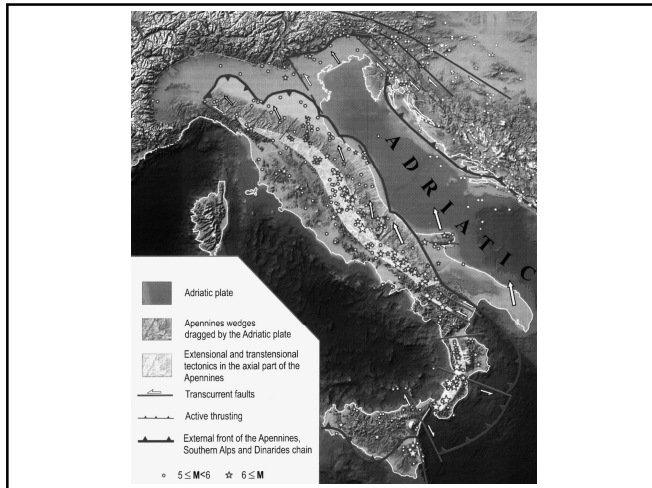 ADRIATIC
Adriatic plate
Apennines wedges
dragged by the Adriatic plate
Extensional and transtensional
tectonics in the axial part of the
Apennines
Transcurrent faults
Active thrusting
External front of the Apennines,
Southern Alps and Dinarides chain
5 ≤ M<6 6 ≤ M